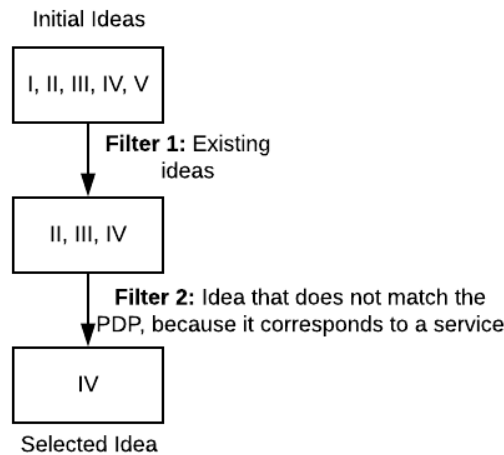 Initial Ideas
I, II, III, IV, V
Filter 1: Existing
ideas
II, III, IV
Filter 2: Idea that does not match the
PDP, because it corresponds to a service
IV
Selected Idea